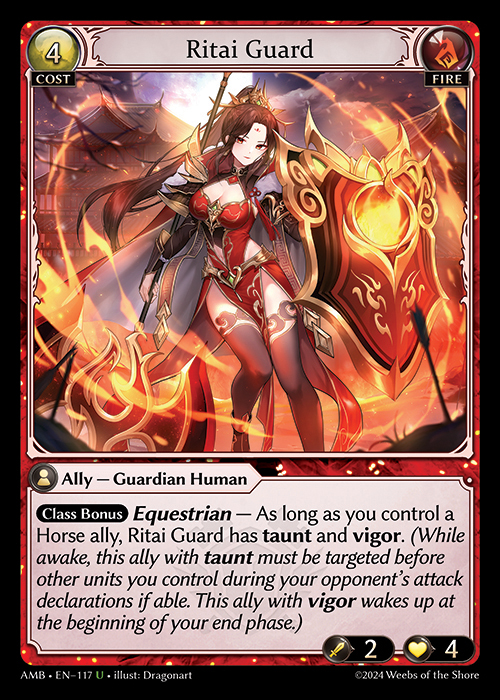 4
Ritai Guard
COST
FIRE
Ally — Guardian Human
Class Bonus Equestrian — As long as you control a
Horse ally, Ritai Guard has taunt and vigor. (While
awake, this ally with taunt must be targeted before
other units you control during your opponent's attack
declarations if able. This ally with vigor wakes up at
the beginning of your end phase.)
2
4
AMB • EN–117 U • illust: Dragonart
©2024 Weebs of the Shore